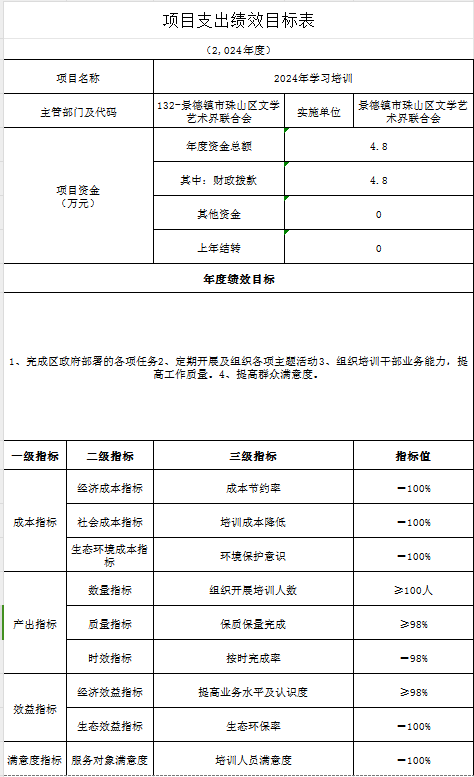 项目支出绩效目标表
（2,024年度）
项目名称 2024年学习培训
主管部门及代码 132-景德镇市珠山区文学艺术界联合会 实施单位 景德镇市珠山区文学艺术界联合会
项目资金（万元） 年度资金总额 4.8
其中：财政拨款 4.8
其他资金 0
上年结转 0
年度绩效目标
1、完成区政府部署的各项任务2、定期开展及组织各项主题活动3、组织培训干部业务能力，提
高工作质量。4、提高群众满意度。
一级指标 二级指标 三级指标 指标值
成本指标 经济成本指标 成本节约率 =100%
社会成本指标 培训成本降低 =100%
生态环境成本指标 环境保护意识 =100%
产出指标 数量指标 组织开展培训人数 ≥100人
质量指标 保质保量完成 ≥98%
时效指标 按时完成率 =98%
效益指标 经济效益指标 提高业务水平及认识度 ≥98%
生态效益指标 生态环保率 =100%
满意度指标 服务对象满意度 培训人员满意度 =100%